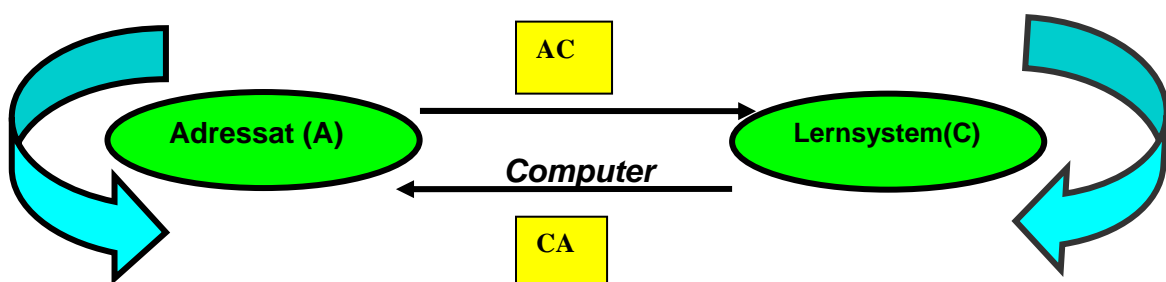 AC
Adressat (A)
Lernsystem(C)
Computer
CA